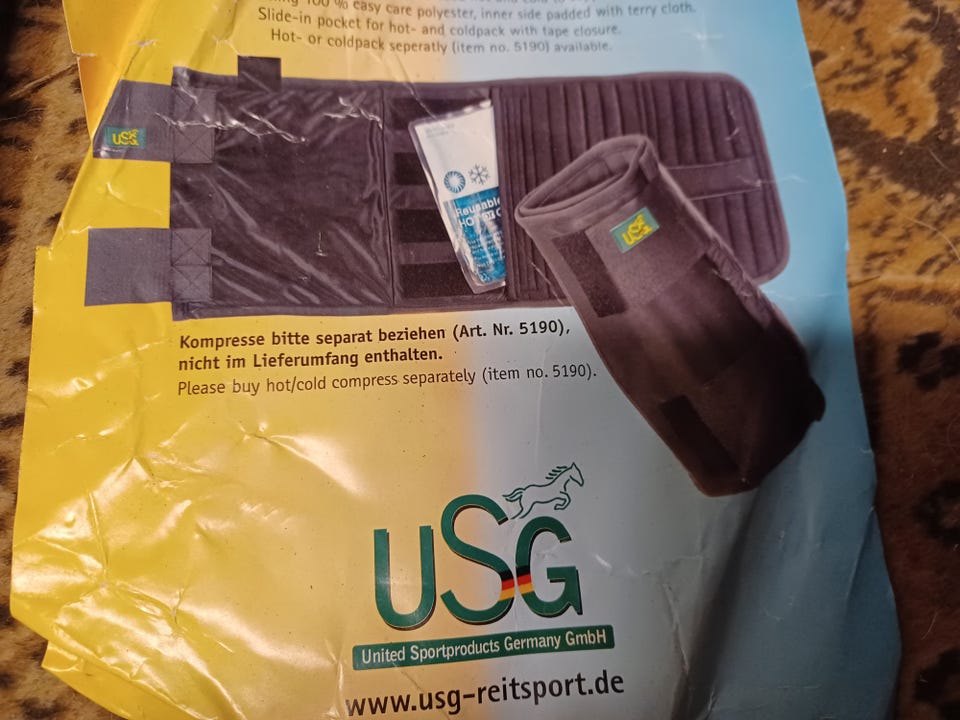 100 % easy care polyester, inner side padded with terry cloth.
Slide-in pocket for hot- and coldpack with tape closure.
Hot- or coldpack seperatly (item no. 5190) available.
USG
Reusable
USG
Kompresse bitte separat beziehen (Art. Nr. 5190),
nicht im Lieferumfang enthalten.
Please buy hot/cold compress separately (item no. 5190).
USG
United Sportproducts Germany GmbH
www.usg-reitsport.de